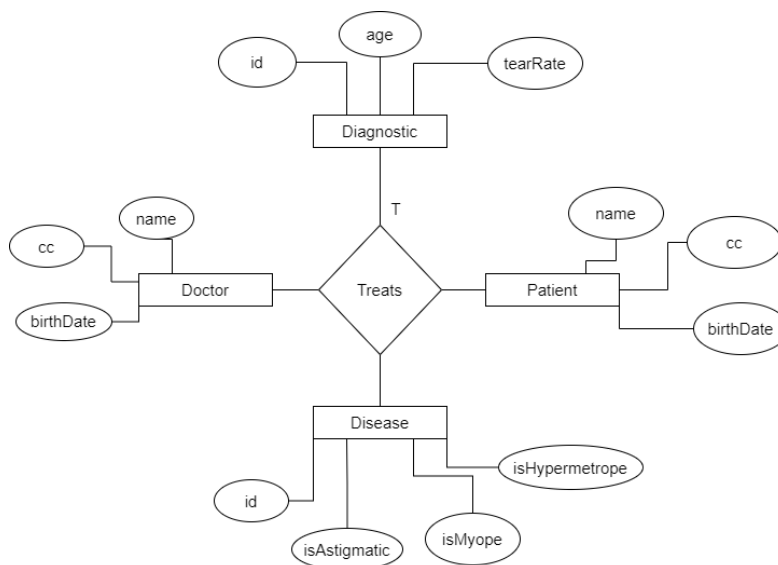 age
id
tearRate
Diagnostic
T
name
name
cc
cc
Doctor
Treats
Patient
birthDate
birthDate
Disease
isHypermetrope
id
isMyope
isAstigmatic